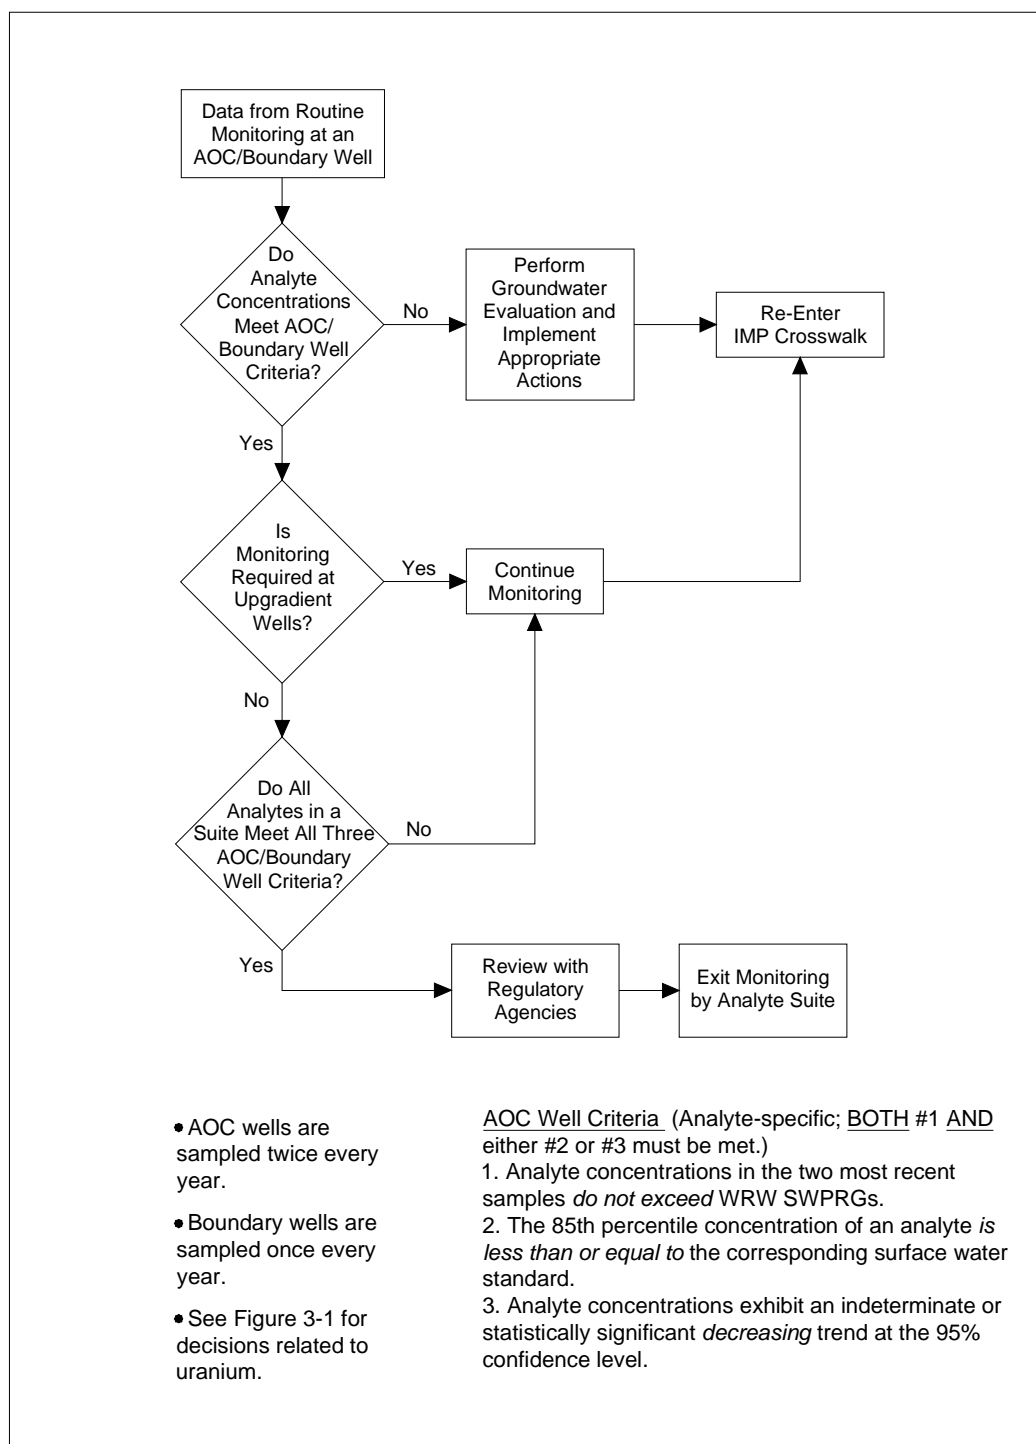 Data from Routine
Monitoring at an
AOC/Boundary Well
Do
Analyte
Concentrations
Meet AOC/
Boundary Well
Criteria?
No
Perform
Groundwater
Evaluation and
Implement
Appropriate
Actions
Re-Enter
IMP Crosswalk
Yes
Is
Monitoring
Required at
Upgradient
Wells?
Yes
Continue
Monitoring
No
Do All
Analytes in a
Suite Meet All Three
AOC/Boundary
Well Criteria?
No
Yes
Review with
Regulatory
Agencies
Exit Monitoring
by Analyte Suite
• AOC wells are
sampled twice every
year.
• Boundary wells are
sampled once every
year.
• See Figure 3-1 for
decisions related to
uranium.
AOC Well Criteria (Analyte-specific; BOTH #1 AND
either #2 or #3 must be met.)
1. Analyte concentrations in the two most recent
samples do not exceed WRW SWPRGs.
2. The 85th percentile concentration of an analyte is
less than or equal to the corresponding surface water
standard.
3. Analyte concentrations exhibit an indeterminate or
statistically significant decreasing trend at the 95%
confidence level.